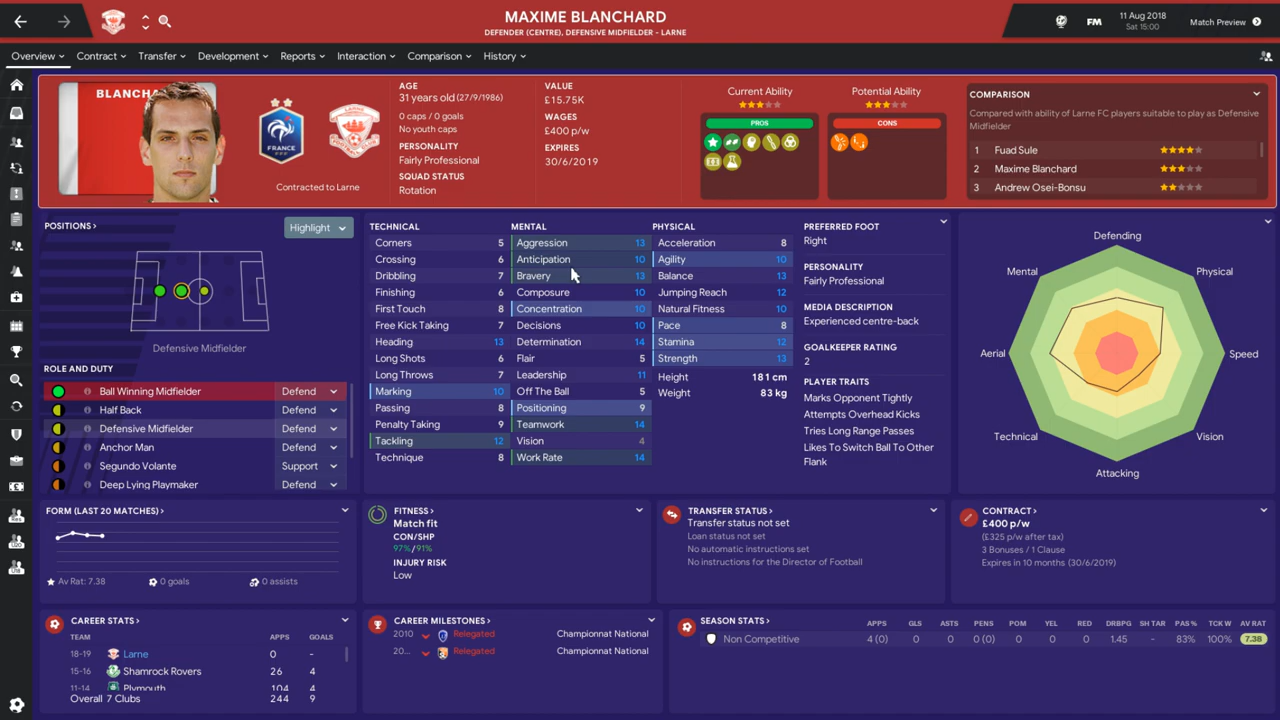 MAXIME BLANCHARD
DEFENDER (CENTRE), DEFENSIVE MIDFIELDER - LARNE
FM
11 Aug 2018
Sat 15:00
Match Preview
Overview
Contract
Transfer
Development
Reports
Interaction
Comparison
History
BLANCHA
FRANCE
Contracted to Larne
AGE
31 years old (27/9/1986)
0 caps / 0 goals
No youth caps
PERSONALITY
Fairly Professional
SQUAD STATUS
Rotation
VALUE
£15.75K
WAGES
£400 p/w
EXPIRES
30/6/2019
Current Ability
PROS
Potential Ability
CONS
COMPARISON
Compared with ability of Larne FC players suitable to play as Defensive
Midfielder
1 Fuad Sule
2 Maxime Blanchard
3 Andrew Osei-Bonsu
POSITIONS
Highlight
Defensive Midfielder
ROLE AND DUTY
Ball Winning Midfielder Defend
Half Back Defend
Defensive Midfielder Defend
Anchor Man Defend
Segundo Volante Support
Deep Lying Playmaker Defend
TECHNICAL
Corners 5
Crossing 6
Dribbling 7
Finishing 6
First Touch 8
Free Kick Taking 7
Heading 13
Long Shots 6
Long Throws 7
Marking 10
Passing 8
Penalty Taking 9
Tackling 12
Technique 8
MENTAL
Aggression 13
Anticipation 10
Bravery 13
Composure 10
Concentration 10
Decisions 10
Determination 14
Flair 5
Leadership 11
Off The Ball 5
Positioning 9
Teamwork 14
Vision 4
Work Rate 14
PHYSICAL
Acceleration 8
Agility 10
Balance 13
Jumping Reach 12
Natural Fitness 10
Pace 8
Stamina 12
Strength 13
Height 181 cm
Weight 83 kg
PREFERRED FOOT
Right
PERSONALITY
Fairly Professional
MEDIA DESCRIPTION
Experienced centre-back
GOALKEEPER RATING
2
PLAYER TRAITS
Marks Opponent Tightly
Attempts Overhead Kicks
Tries Long Range Passes
Likes To Switch Ball To Other
Flank
Defending
Mental
Physical
Aerial
Speed
Technical
Vision
Attacking
FORM (LAST 20 MATCHES)
Av Rat: 7.38
0 goals
0 assists
FITNESS
Match fit
CON/SHP
97%/91%
INJURY RISK
Low
TRANSFER STATUS
Transfer status not set
Loan status not set
No automatic instructions set
No instructions for the Director of Football
CONTRACT
£400 p/w
(£325 p/w after tax)
3 Bonuses / 1 Clause
Expires in 10 months (30/6/2019)
CAREER STATS
TEAM APPS GOALS
18-19 Larne 0 -
15-16 Shamrock Rovers 26 4
11-14 Plymouth 104 4
Overall 7 Clubs 244 9
CAREER MILESTONES
2010 Relegated Championnat National
20... Relegated Championnat National
SEASON STATS
APPS GLS ASTS PENS POM YEL RED DRBPG SH TAR PAS % TCK W AV RAT
Non Competitive 4 (0) 0 0 0 (0) 0 0 0 1.45 - 83% 100% 7.38